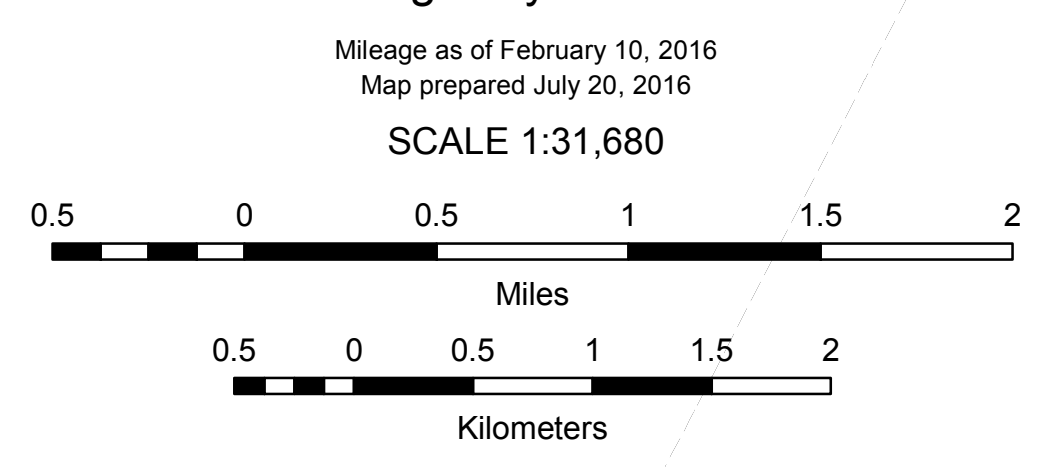 Mileage as of February 10, 2016
Map prepared July 20, 2016
SCALE 1:31,680
0.5 0 0.5 1 1.5 2
Miles
0.5 0 0.5 1 1.5 2
Kilometers